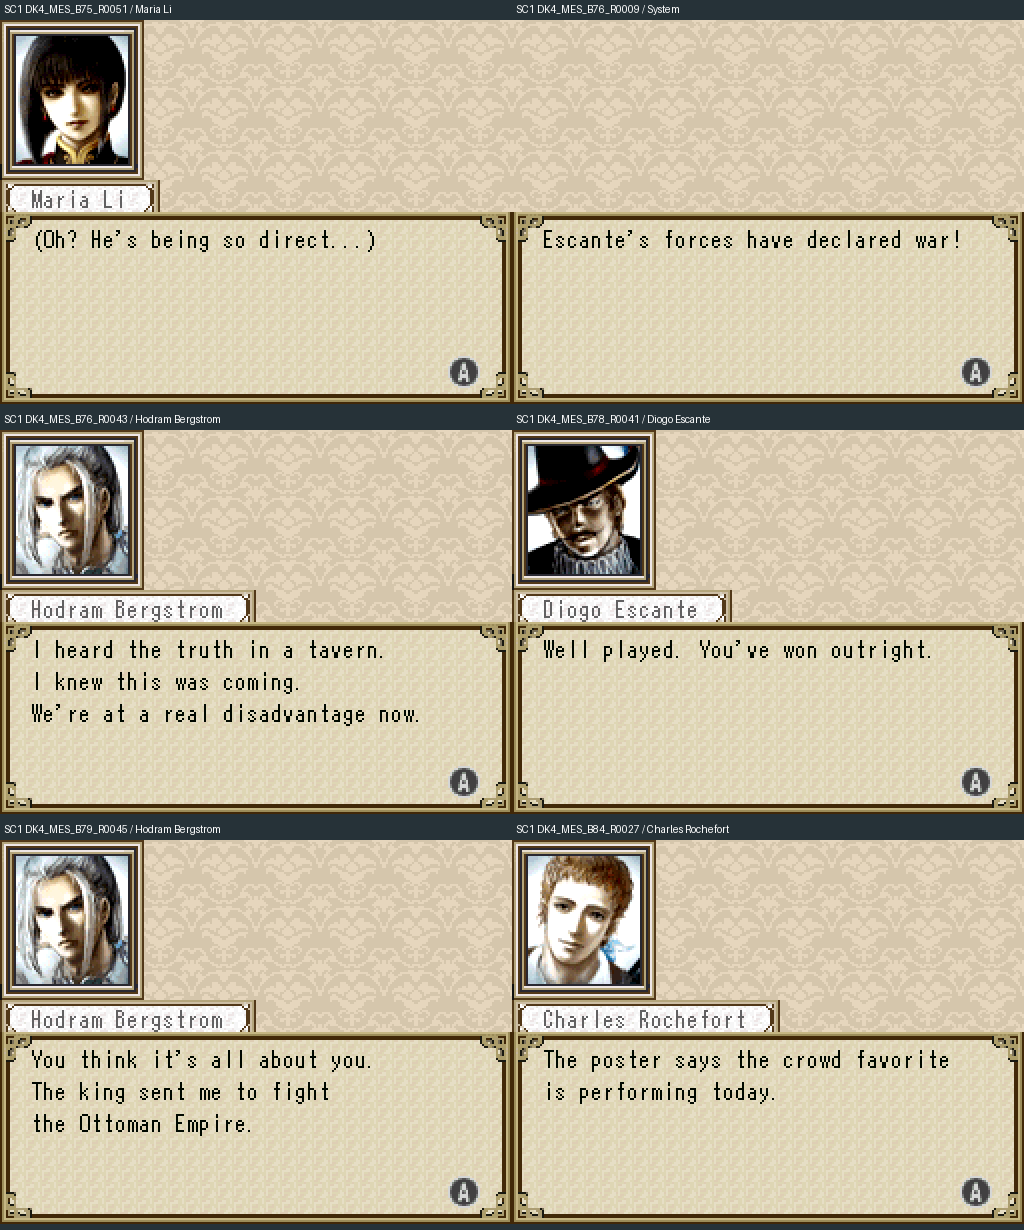 SC1 DK4_MES_B75_R0051 / Maria Li
Maria Li
(Oh? He's being so direct...)
A
SC1 DK4_MES_B76_R0009 / System
Escante's forces have declared war!
A
SC1 DK4_MES_B76_R0043 / Hodram Bergstrom
Hodram Bergstrom
I heard the truth in a tavern.
I knew this was coming.
We're at a real disadvantage now.
A
SC1 DK4_MES_B78_R0041 / Diogo Escante
Diogo Escante
Well played. You've won outright.
A
SC1 DK4_MES_B79_R0045 / Hodram Bergstrom
Hodram Bergstrom
You think it's all about you.
The king sent me to fight
the Ottoman Empire.
A
SC1 DK4_MES_B84_R0027 / Charles Rochefort
Charles Rochefort
The poster says the crowd favorite
is performing today.
A